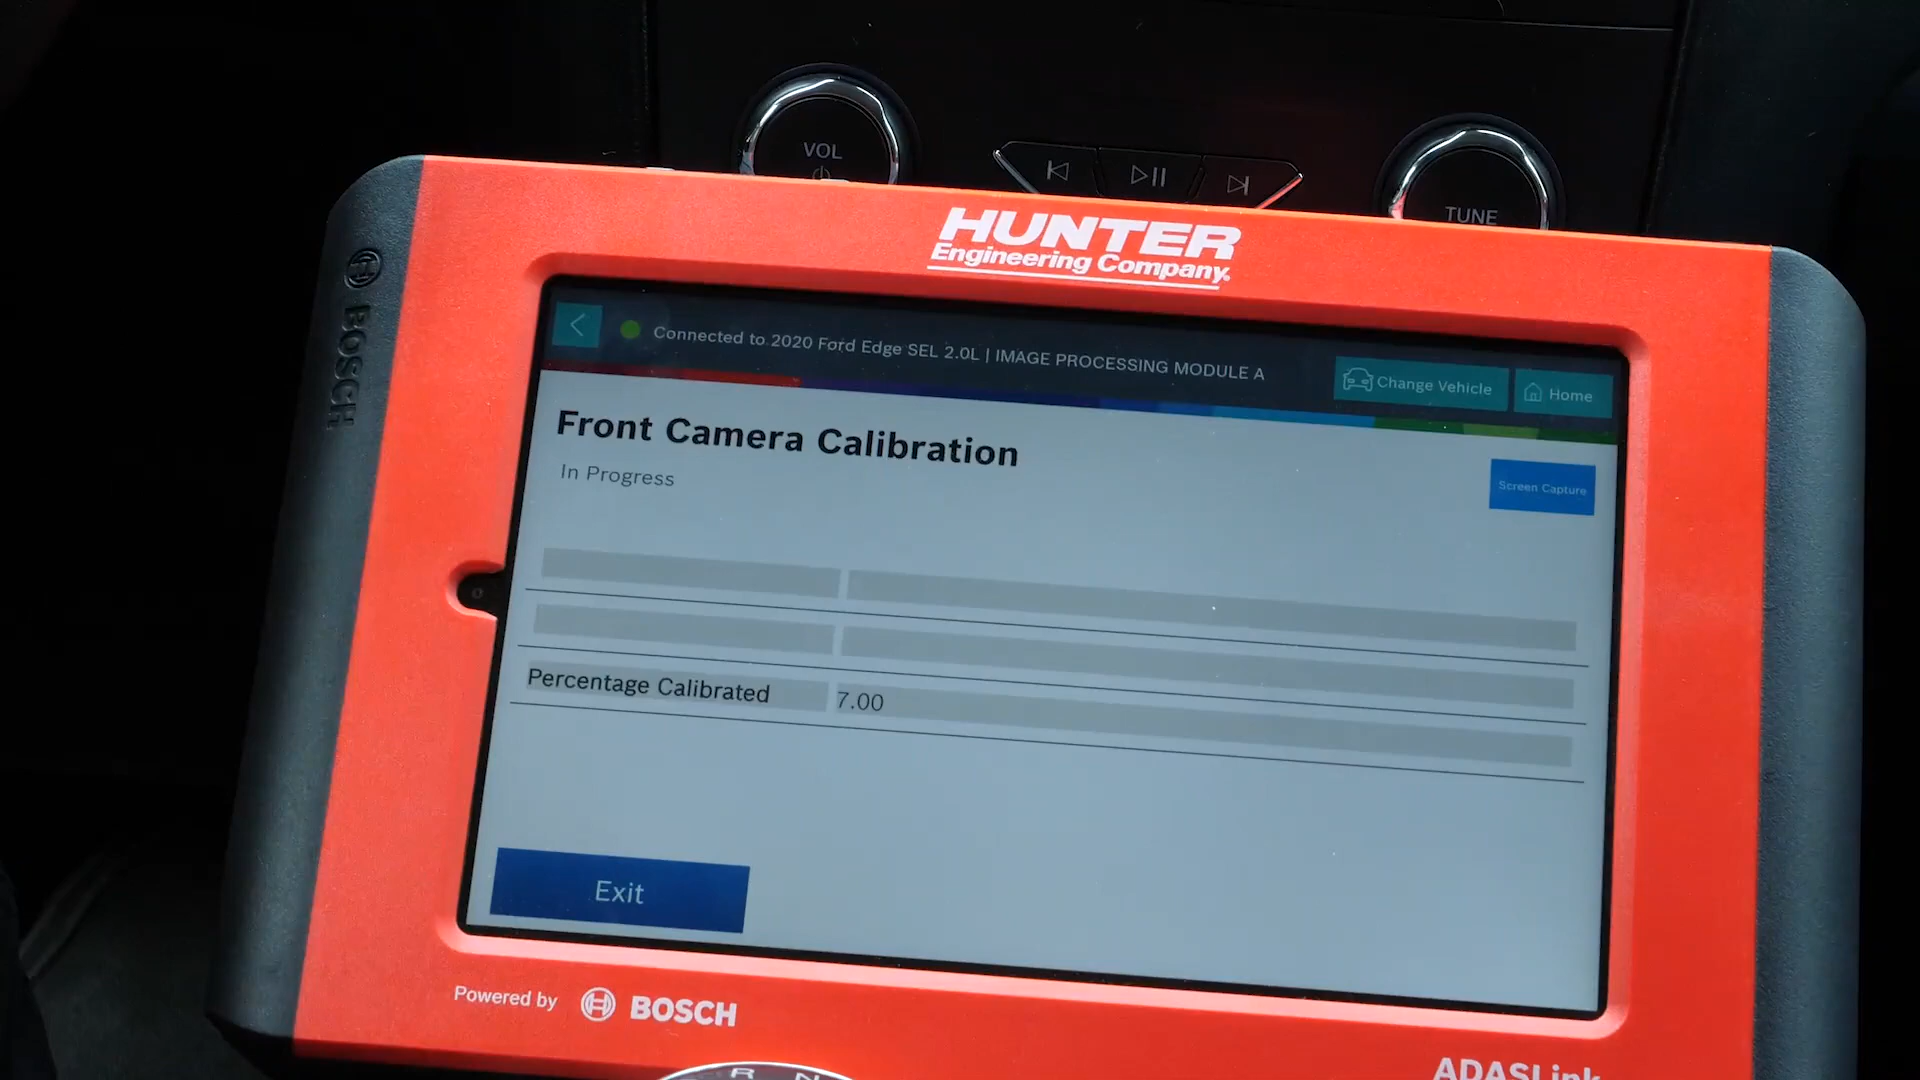 VOL
TUNE
HUNTER
Engineering Company
BOSCH
Connected to 2020 Ford Edge SEL 2.0L | IMAGE PROCESSING MODULE A
Change Vehicle
Home
Front Camera Calibration
In Progress
Screen Capture
Percentage Calibrated
7.00
Exit
Powered by
BOSCH
ADASLink
R N